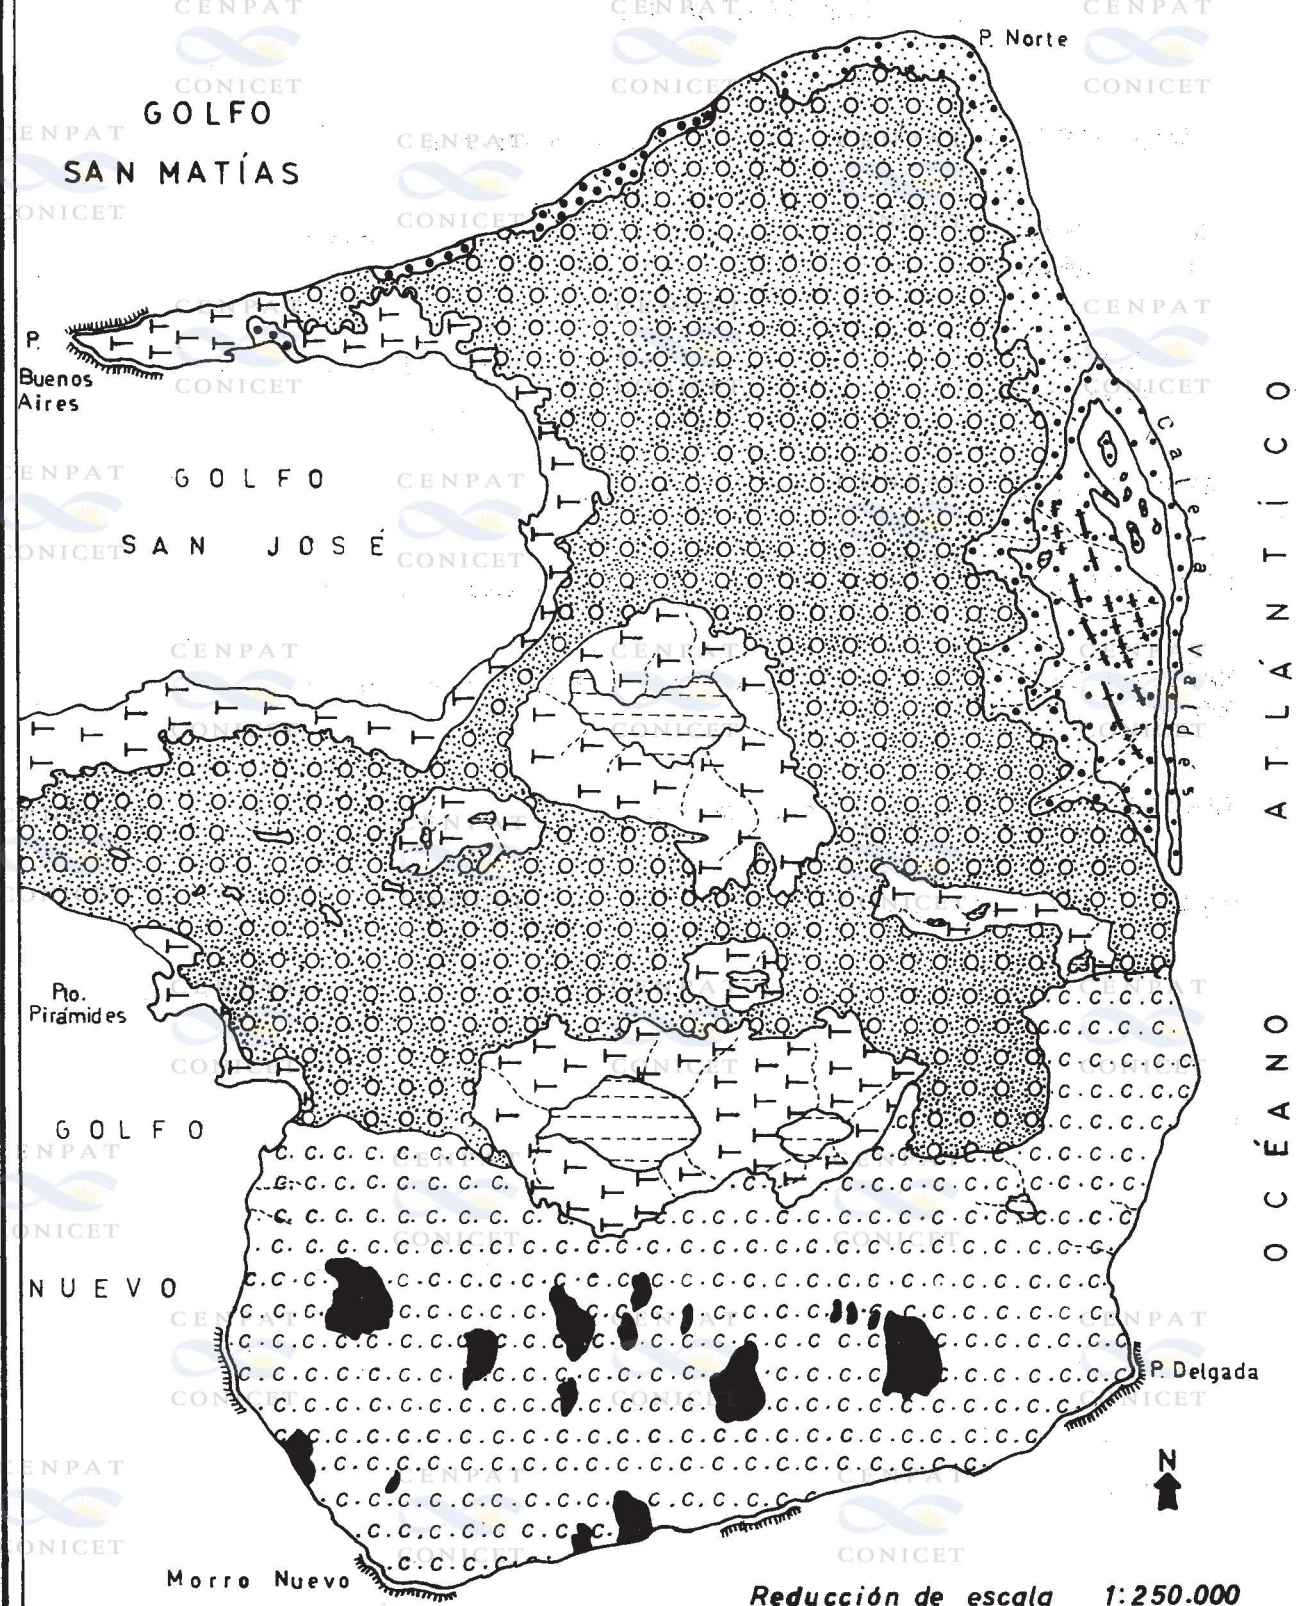 P. Norte
GOLFO
SAN MATÍAS
P.
Buenos
Aires
GOLFO
SAN JOSÉ
Caleta Valdes
OCÉANO ATLÁNTICO
Pto.
Pirámides
GOLFO
NUEVO
P. Delgada
N
Morro Nuevo
Reducción de escala 1:250.000
CENPAT
CONICET